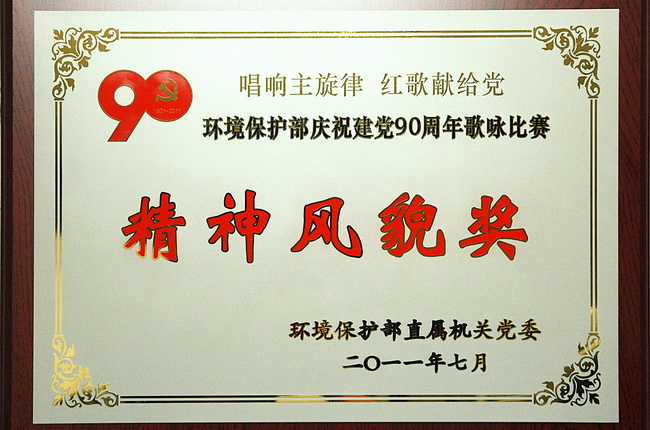 唱响主旋律 红歌献给党
90
1921-2011
环境保护部庆祝建党90周年歌咏比赛
精神风貌奖
环境保护部直属机关党委
二〇一一年七月